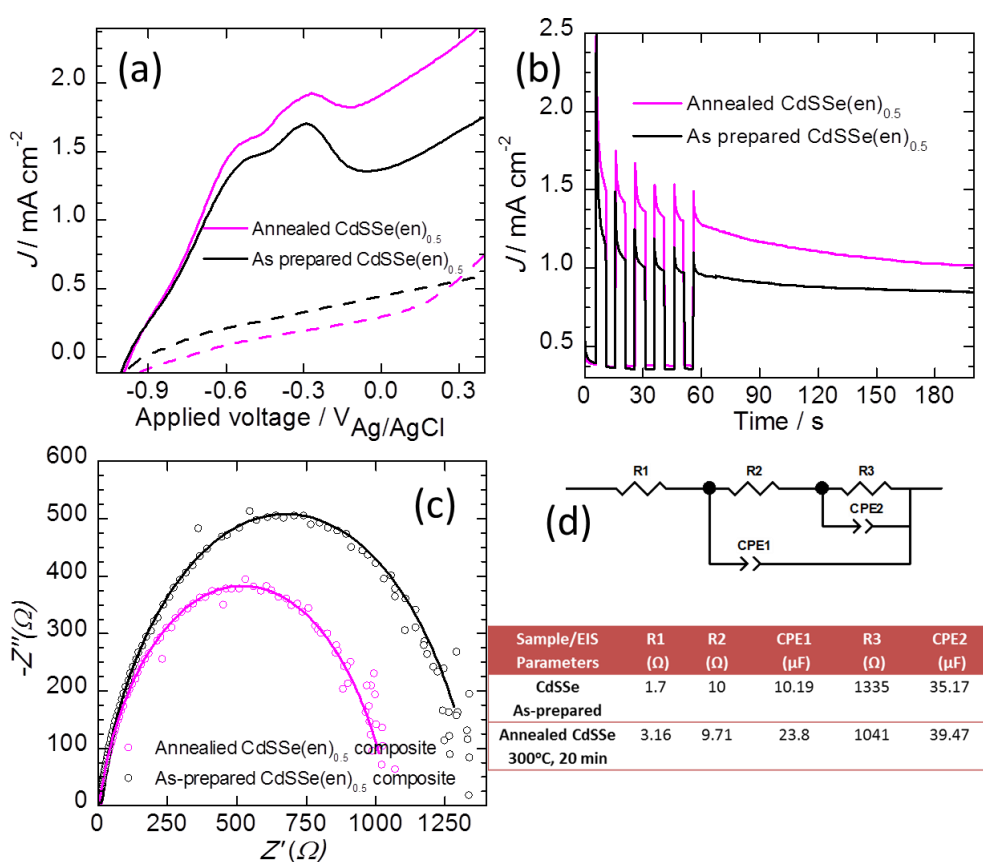 (a)
2.0
1.5
1.0
0.5
0.0
J / mA cm-2
Annealed CdSSe(en)0.5
As prepared CdSSe(en)0.5
-0.9 -0.6 -0.3 0.0 0.3
Applied voltage / VAg/AgCl
(b)
2.5
2.0
1.5
1.0
0.5
J / mA cm-2
Annealed CdSSe(en)0.5
As prepared CdSSe(en)0.5
0 30 60 90 120 150 180
Time / s
(c)
600
500
400
300
200
100
0
-Z''(Ω)
Annealied CdSSe(en)0.5 composite
As-prepared CdSSe(en)0.5 composite
0 250 500 750 1000 1250
Z'(Ω)
(d)
R1 R2 R3
CPE2
CPE1
Sample/EIS R1 R2 CPE1 R3 CPE2
Parameters (Ω) (Ω) (μF) (Ω) (μF)
CdSSe 1.7 10 10.19 1335 35.17
As-prepared
Annealed CdSSe 3.16 9.71 23.8 1041 39.47
300°C, 20 min